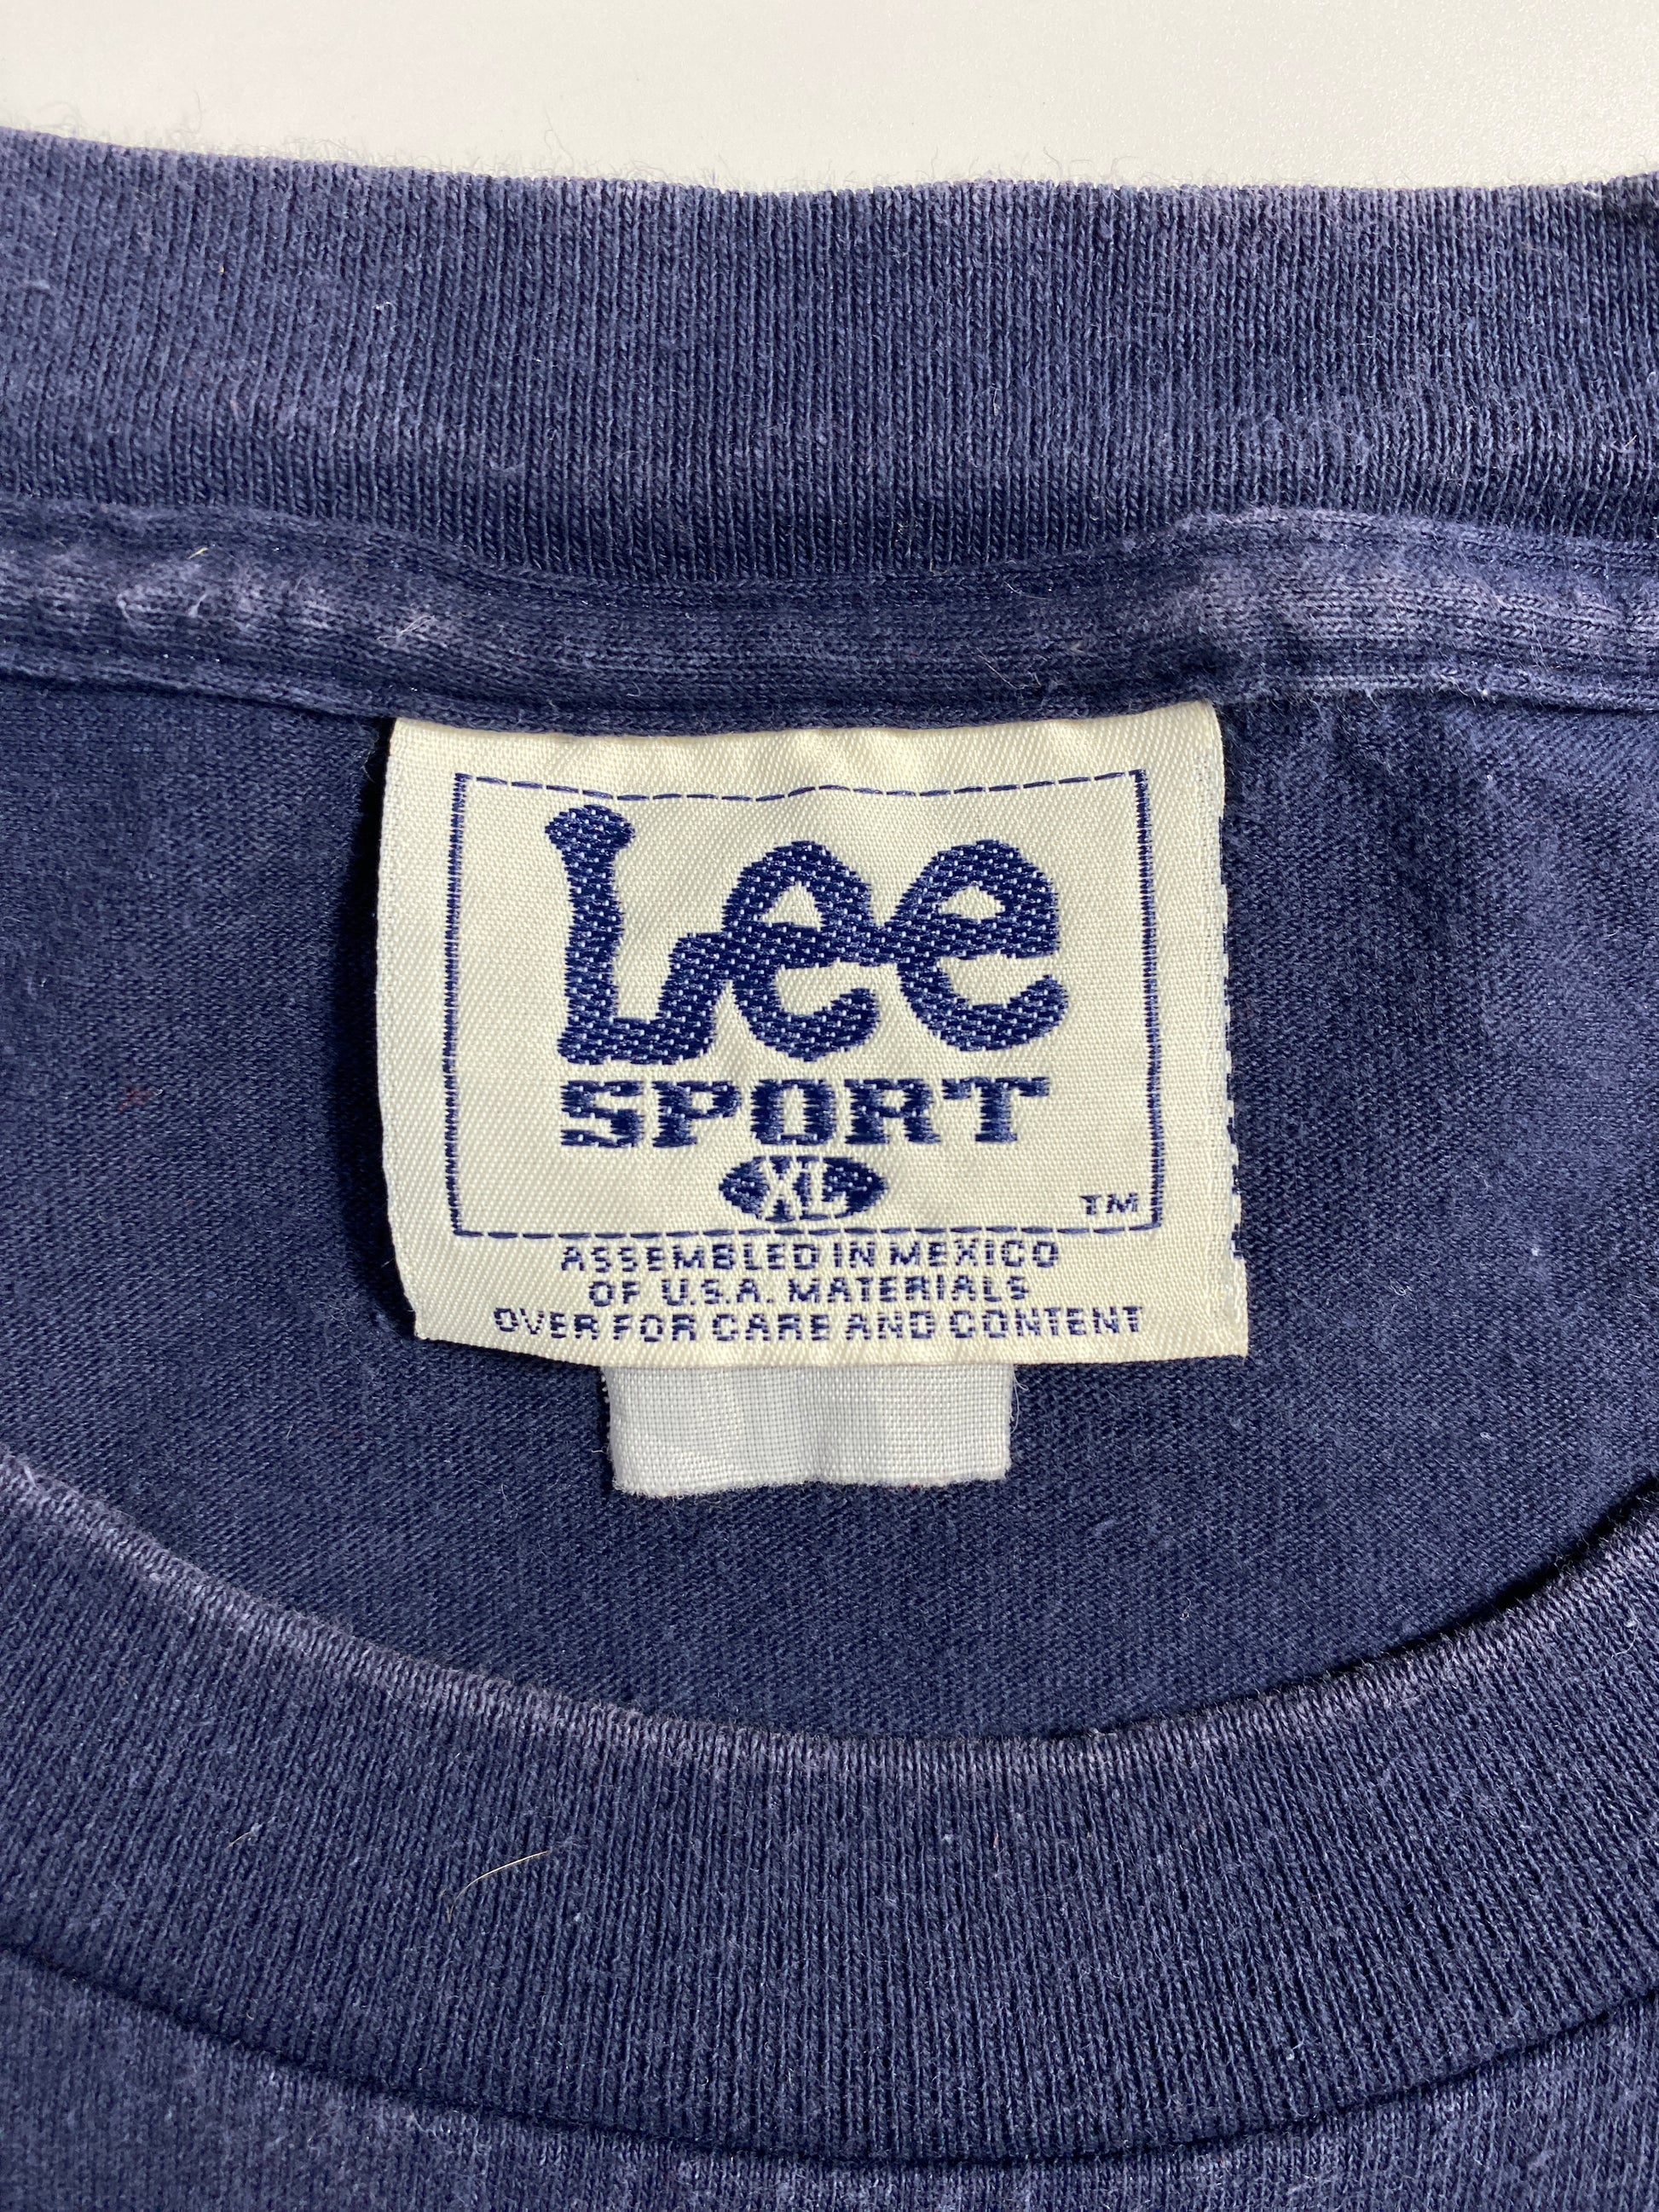 Lee
SPORT
XL
TM
ASSEMBLED IN MEXICO
OF U.S.A. MATERIALS
OVER FOR CARE AND CONTENT